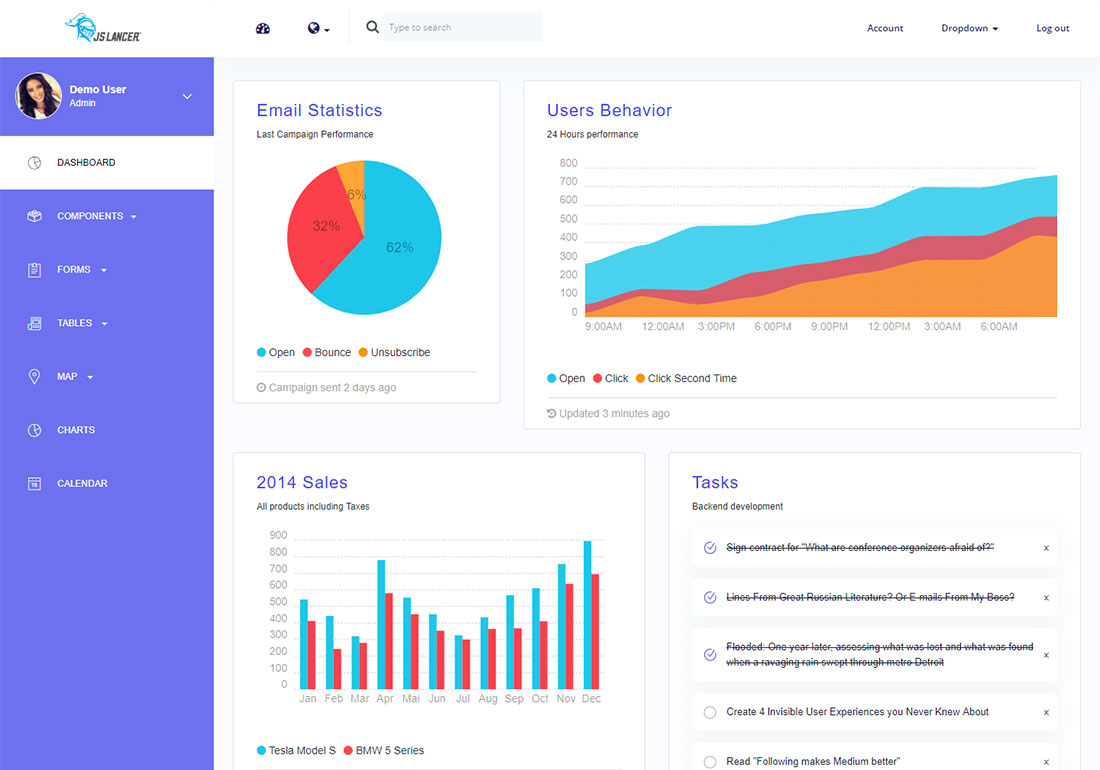 JS LANCER
Type to search
Account
Dropdown
Log out
Demo User
Admin
DASHBOARD
COMPONENTS
FORMS
TABLES
MAP
CHARTS
CALENDAR
Email Statistics
Last Campaign Performance
6%
32%
62%
Open Bounce Unsubscribe
Campaign sent 2 days ago
Users Behavior
24 Hours performance
800
700
600
500
400
300
200
100
0
9:00AM 12:00AM 3:00PM 6:00PM 9:00PM 12:00PM 3:00AM 6:00AM
Open Click Click Second Time
Updated 3 minutes ago
2014 Sales
All products including Taxes
900
800
700
600
500
400
300
200
100
0
Jan Feb Mar Apr Mai Jun Jul Aug Sep Oct Nov Dec
Tesla Model S BMW 5 Series
Tasks
Backend development
Sign contract for "What are conference organizers afraid of?" x
Lines From Great Russian Literature? Or E-mails From My Boss? x
Flooded: One year later, assessing what was lost and what was found
when a ravaging rain swept through metro Detroit x
Create 4 Invisible User Experiences you Never Knew About x
Read "Following makes Medium better" x